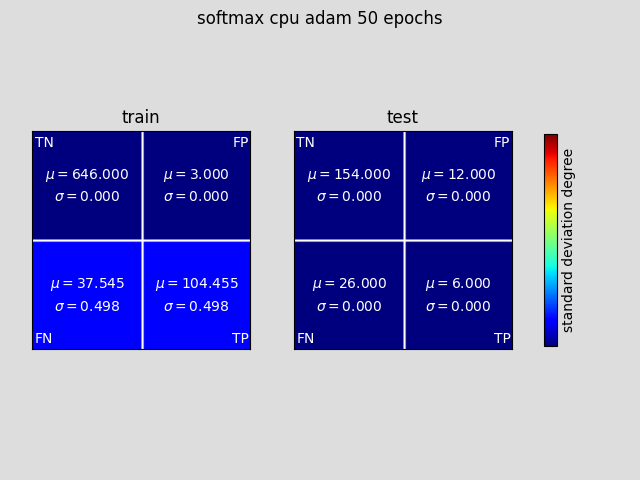 softmax cpu adam 50 epochs
train
TN
FP
μ = 646.000
σ = 0.000
μ = 3.000
σ = 0.000
μ = 37.545
σ = 0.498
μ = 104.455
σ = 0.498
FN
TP
test
TN
FP
μ = 154.000
σ = 0.000
μ = 12.000
σ = 0.000
μ = 26.000
σ = 0.000
μ = 6.000
σ = 0.000
FN
TP
standard deviation degree